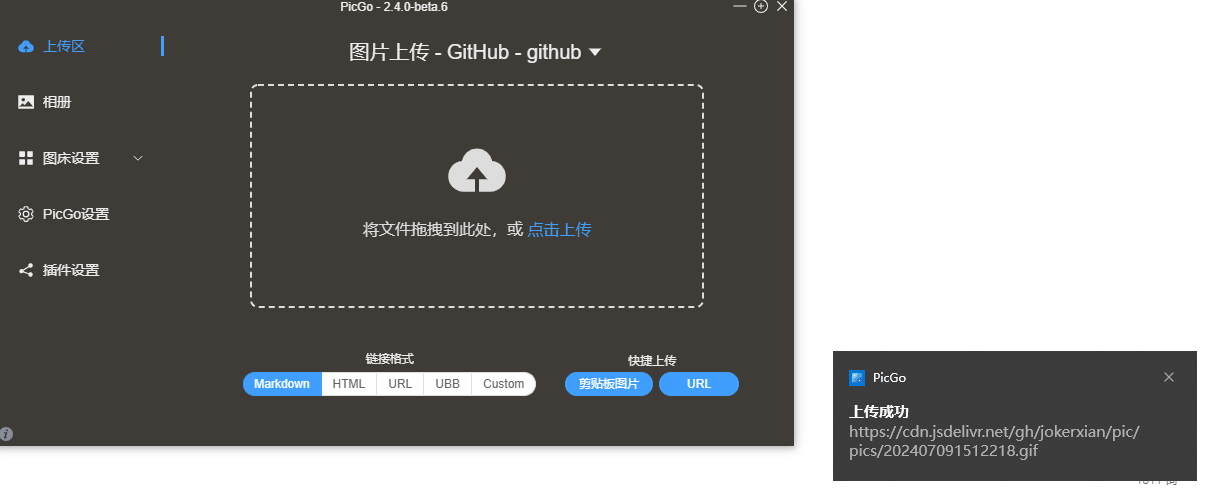 PicGo - 2.4.0-beta.6
上传区
图片上传 - GitHub - github
相册
图床设置
PicGo设置
插件设置
将文件拖拽到此处，或 点击上传
链接格式
快捷上传
Markdown HTML URL UBB Custom
剪贴板图片 URL
PicGo
上传成功
https://cdn.jsdelivr.net/gh/jokerxian/pic/
pics/202407091512218.gif